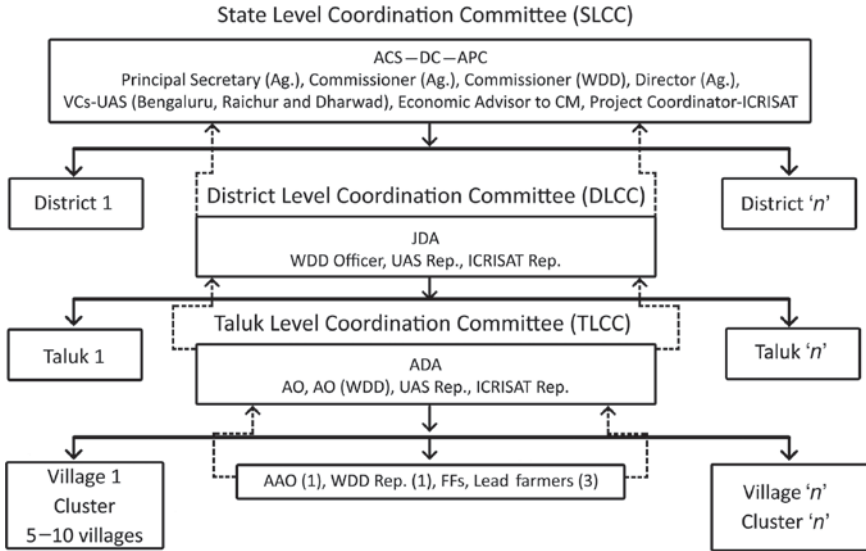 State Level Coordination Committee (SLCC)
ACS—DC—APC
Principal Secretary (Ag.), Commissioner (Ag.), Commissioner (WDD), Director (Ag.),
VCs-UAS (Bengaluru, Raichur and Dharwad), Economic Advisor to CM, Project Coordinator-ICRISAT
District 1
District Level Coordination Committee (DLCC)
District ‘n’
JDA
WDD Officer, UAS Rep., ICRISAT Rep.
Taluk 1
Taluk Level Coordination Committee (TLCC)
Taluk ‘n’
ADA
AO, AO (WDD), UAS Rep., ICRISAT Rep.
Village 1
Cluster
5–10 villages
AAO (1), WDD Rep. (1), FFs, Lead farmers (3)
Village ‘n’
Cluster ‘n’